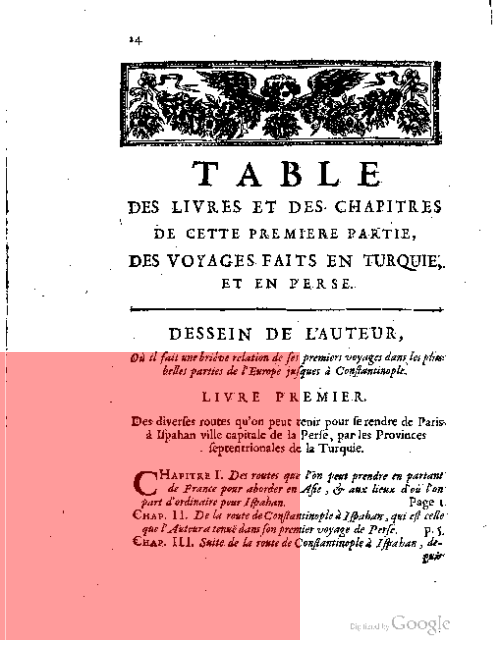 24
TABLE
DES LIVRES ET DES CHAPITRES
DE CETTE PREMIERE PARTIE,
DES VOYAGES FAITS EN TURQUIE,
ET EN PERSE.
DESSEIN DE L'AUTEUR,
Où il fait une briéve relation de ses premiers voyages dans les plus
belles parties de l'Europe jusques à Constantinople.
LIVRE PREMIER.
Des diverses routes qu'on peut tenir pour se rendre de Paris
à Ispahan ville capitale de la Perse, par les Provinces
septentrionales de la Turquie.
CHAPITRE I. Des routes que l'on peut prendre en partant
de France pour aborder en Asie, & aux lieux d'où l'on
part d'ordinaire pour Ispahan. Page 1.
CHAP. II. De la route de Constantinople à Ispahan, qui est celle
que l'Auteur a tenuë dans son premier voyage de Perse. p. 5.
CHAP. III. Suite de la route de Constantinople à Ispahan, de-
puis
Digitized by Google